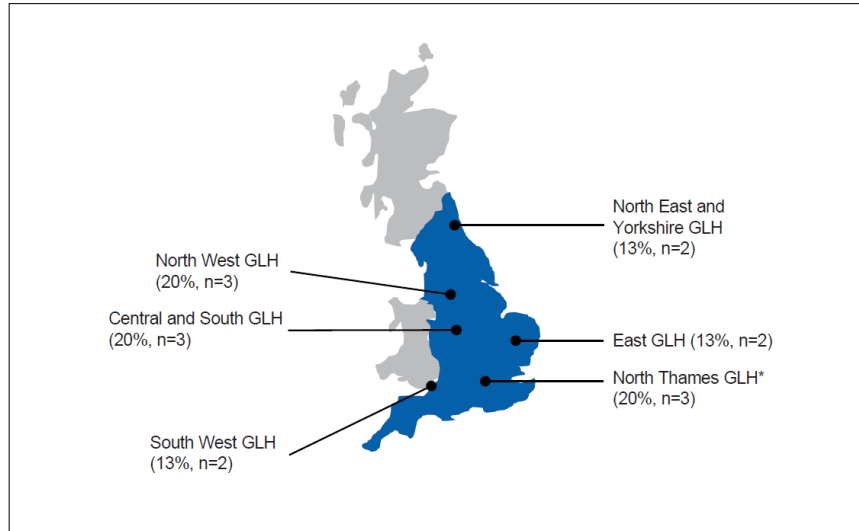 North East and
Yorkshire GLH
(13%, n=2)
North West GLH
(20%, n=3)
Central and South GLH
(20%, n=3)
East GLH (13%, n=2)
North Thames GLH*
(20%, n=3)
South West GLH
(13%, n=2)